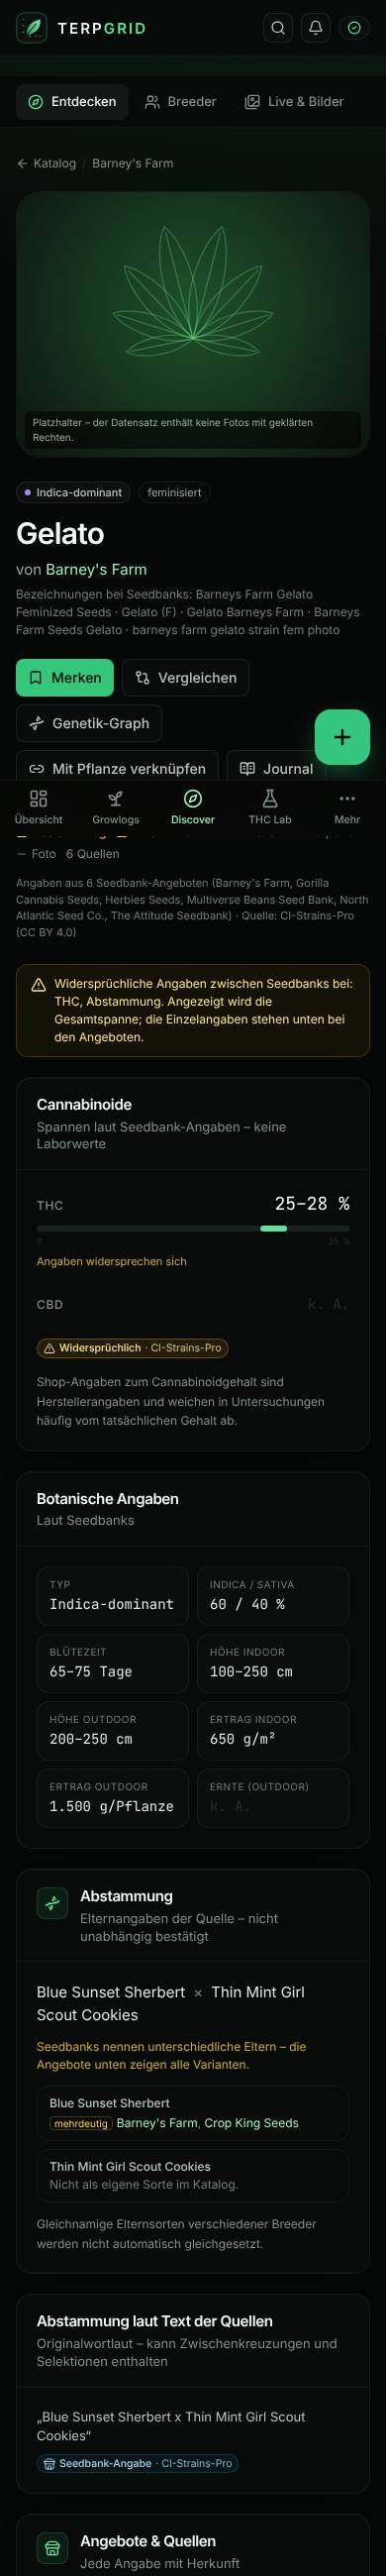 TERPGRID
Entdecken
Breeder
Live & Bilder
Katalog / Barney's Farm
Platzhalter – der Datensatz enthält keine Fotos mit geklärten
Rechten.
Indica-dominant
feminisiert
Gelato
von Barney's Farm
Bezeichnungen bei Seedbanks: Barneys Farm Gelato
Feminized Seeds · Gelato (F) · Gelato Barneys Farm · Barneys
Farm Seeds Gelato · barneys farm gelato strain fem photo
Merken
Vergleichen
Genetik-Graph
Mit Pflanze verknüpfen
Journal
Übersicht
Growlogs
Discover
THC Lab
Mehr
– Foto 6 Quellen
Angaben aus 6 Seedbank-Angeboten (Barney's Farm, Gorilla
Cannabis Seeds, Herbies Seeds, Multiverse Beans Seed Bank, North
Atlantic Seed Co., The Attitude Seedbank) · Quelle: CI-Strains-Pro
(CC BY 4.0)
Widersprüchliche Angaben zwischen Seedbanks bei:
THC, Abstammung. Angezeigt wird die
Gesamtspanne; die Einzelangaben stehen unten bei
den Angeboten.
Cannabinoide
Spannen laut Seedbank-Angaben – keine
Laborwerte
THC
25–28 %
0
35 %
Angaben widersprechen sich
CBD
k. A.
Widersprüchlich · CI-Strains-Pro
Shop-Angaben zum Cannabinoidgehalt sind
Herstellerangaben und weichen in Untersuchungen
häufig vom tatsächlichen Gehalt ab.
Botanische Angaben
Laut Seedbanks
TYP
Indica-dominant
INDICA / SATIVA
60 / 40 %
BLÜTEZEIT
65–75 Tage
HÖHE INDOOR
100–250 cm
HÖHE OUTDOOR
200–250 cm
ERTRAG INDOOR
650 g/m²
ERTRAG OUTDOOR
1.500 g/Pflanze
ERNTE (OUTDOOR)
k. A.
Abstammung
Elternangaben der Quelle – nicht
unabhängig bestätigt
Blue Sunset Sherbert × Thin Mint Girl
Scout Cookies
Seedbanks nennen unterschiedliche Eltern – die
Angebote unten zeigen alle Varianten.
Blue Sunset Sherbert
mehrdeutig Barney's Farm, Crop King Seeds
Thin Mint Girl Scout Cookies
Nicht als eigene Sorte im Katalog.
Gleichnamige Elternsorten verschiedener Breeder
werden nicht automatisch gleichgesetzt.
Abstammung laut Text der Quellen
Originalwortlaut – kann Zwischenkreuzungen und
Selektionen enthalten
„Blue Sunset Sherbert x Thin Mint Girl Scout
Cookies“
Seedbank-Angabe · CI-Strains-Pro
Angebote & Quellen
Jede Angabe mit Herkunft